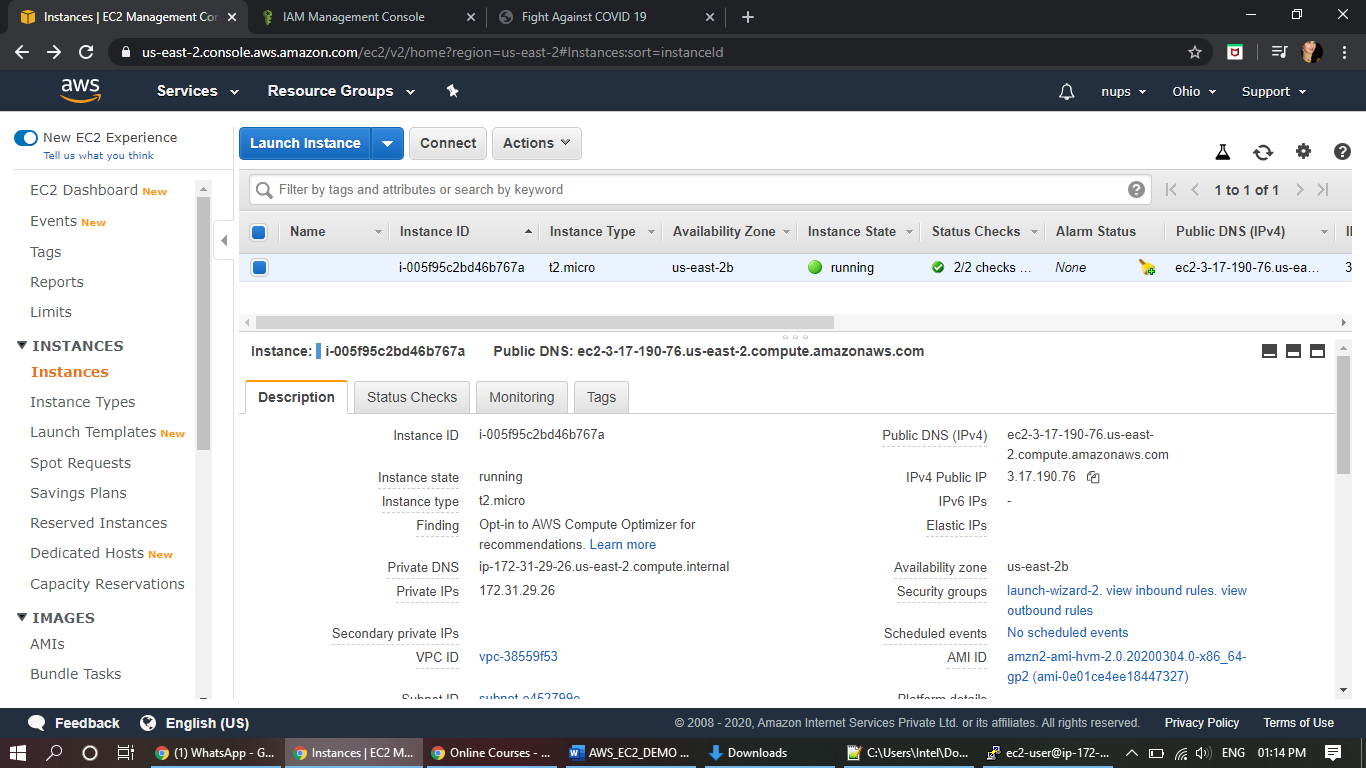 Instances | EC2 Management Con
IAM Management Console
Fight Against COVID 19
us-east-2.console.aws.amazon.com/ec2/v2/home?region=us-east-2#Instances:sort=instanceId
aws
Services
Resource Groups
nups
Ohio
Support
New EC2 Experience
Tell us what you think
EC2 Dashboard New
Events New
Tags
Reports
Limits
INSTANCES
Instances
Instance Types
Launch Templates New
Spot Requests
Savings Plans
Reserved Instances
Dedicated Hosts New
Capacity Reservations
IMAGES
AMIs
Bundle Tasks
Launch Instance
Connect
Actions
Filter by tags and attributes or search by keyword
1 to 1 of 1
Name Instance ID Instance Type Availability Zone Instance State Status Checks Alarm Status Public DNS (IPv4)
i-005f95c2bd46b767a t2.micro us-east-2b running 2/2 checks ... None ec2-3-17-190-76.us-ea... 3
Instance: i-005f95c2bd46b767a Public DNS: ec2-3-17-190-76.us-east-2.compute.amazonaws.com
Description
Status Checks
Monitoring
Tags
Instance ID i-005f95c2bd46b767a
Instance state running
Instance type t2.micro
Finding Opt-in to AWS Compute Optimizer for
recommendations. Learn more
Private DNS ip-172-31-29-26.us-east-2.compute.internal
Private IPs 172.31.29.26
Secondary private IPs
VPC ID vpc-38559f53
Subnet ID subnet-e452799e
Public DNS (IPv4) ec2-3-17-190-76.us-east-
2.compute.amazonaws.com
IPv4 Public IP 3.17.190.76
IPv6 IPs -
Elastic IPs
Availability zone us-east-2b
Security groups launch-wizard-2. view inbound rules. view
outbound rules
Scheduled events No scheduled events
AMI ID amzn2-ami-hvm-2.0.20200304.0-x86_64-
gp2 (ami-0e01ce4ee18447327)
Platform details
Feedback
English (US)
© 2008 - 2020, Amazon Internet Services Private Ltd. or its affiliates. All rights reserved.
Privacy Policy
Terms of Use
(1) WhatsApp - G...
Instances | EC2 M...
Online Courses - ...
AWS_EC2_DEMO ...
Downloads
C:\Users\Intel\Do...
ec2-user@ip-172-...
ENG
01:14 PM